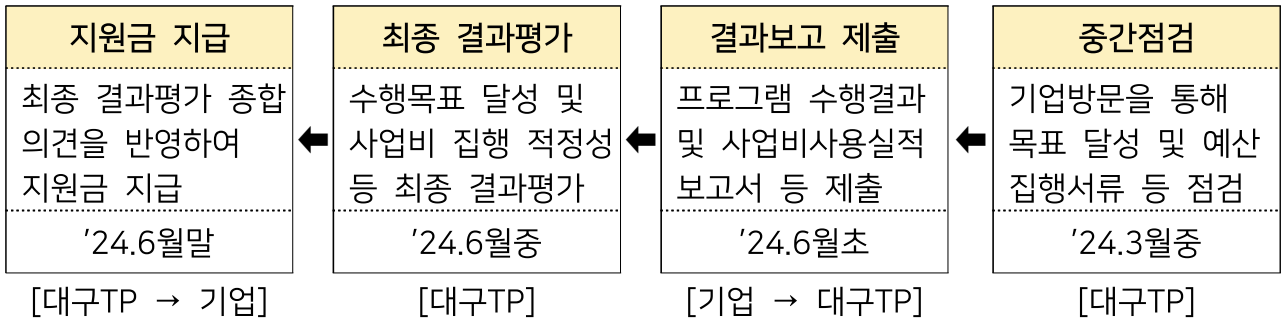 지원금 지급
최종 결과평가 종합
의견을 반영하여
지원금 지급
'24.6월말
[대구TP → 기업]
최종 결과평가
수행목표 달성 및
사업비 집행 적정성
등 최종 결과평가
'24.6월중
[대구TP]
결과보고 제출
프로그램 수행결과
및 사업비사용실적
보고서 등 제출
'24.6월초
[기업 → 대구TP]
중간점검
기업방문을 통해
목표 달성 및 예산
집행서류 등 점검
'24.3월중
[대구TP]